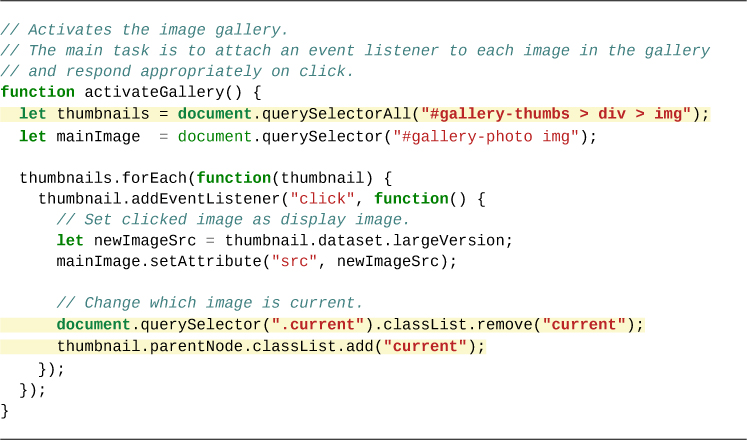 // Activates the image gallery.
// The main task is to attach an event listener to each image in the gallery
// and respond appropriately on click.
function activateGallery() {
  let thumbnails = document.querySelectorAll("#gallery-thumbs > div > img");
  let mainImage  = document.querySelector("#gallery-photo img");

  thumbnails.forEach(function(thumbnail) {
    thumbnail.addEventListener("click", function() {
      // Set clicked image as display image.
      let newImageSrc = thumbnail.dataset.largeVersion;
      mainImage.setAttribute("src", newImageSrc);

      // Change which image is current.
      document.querySelector(".current").classList.remove("current");
      thumbnail.parentNode.classList.add("current");
    });
  });
}